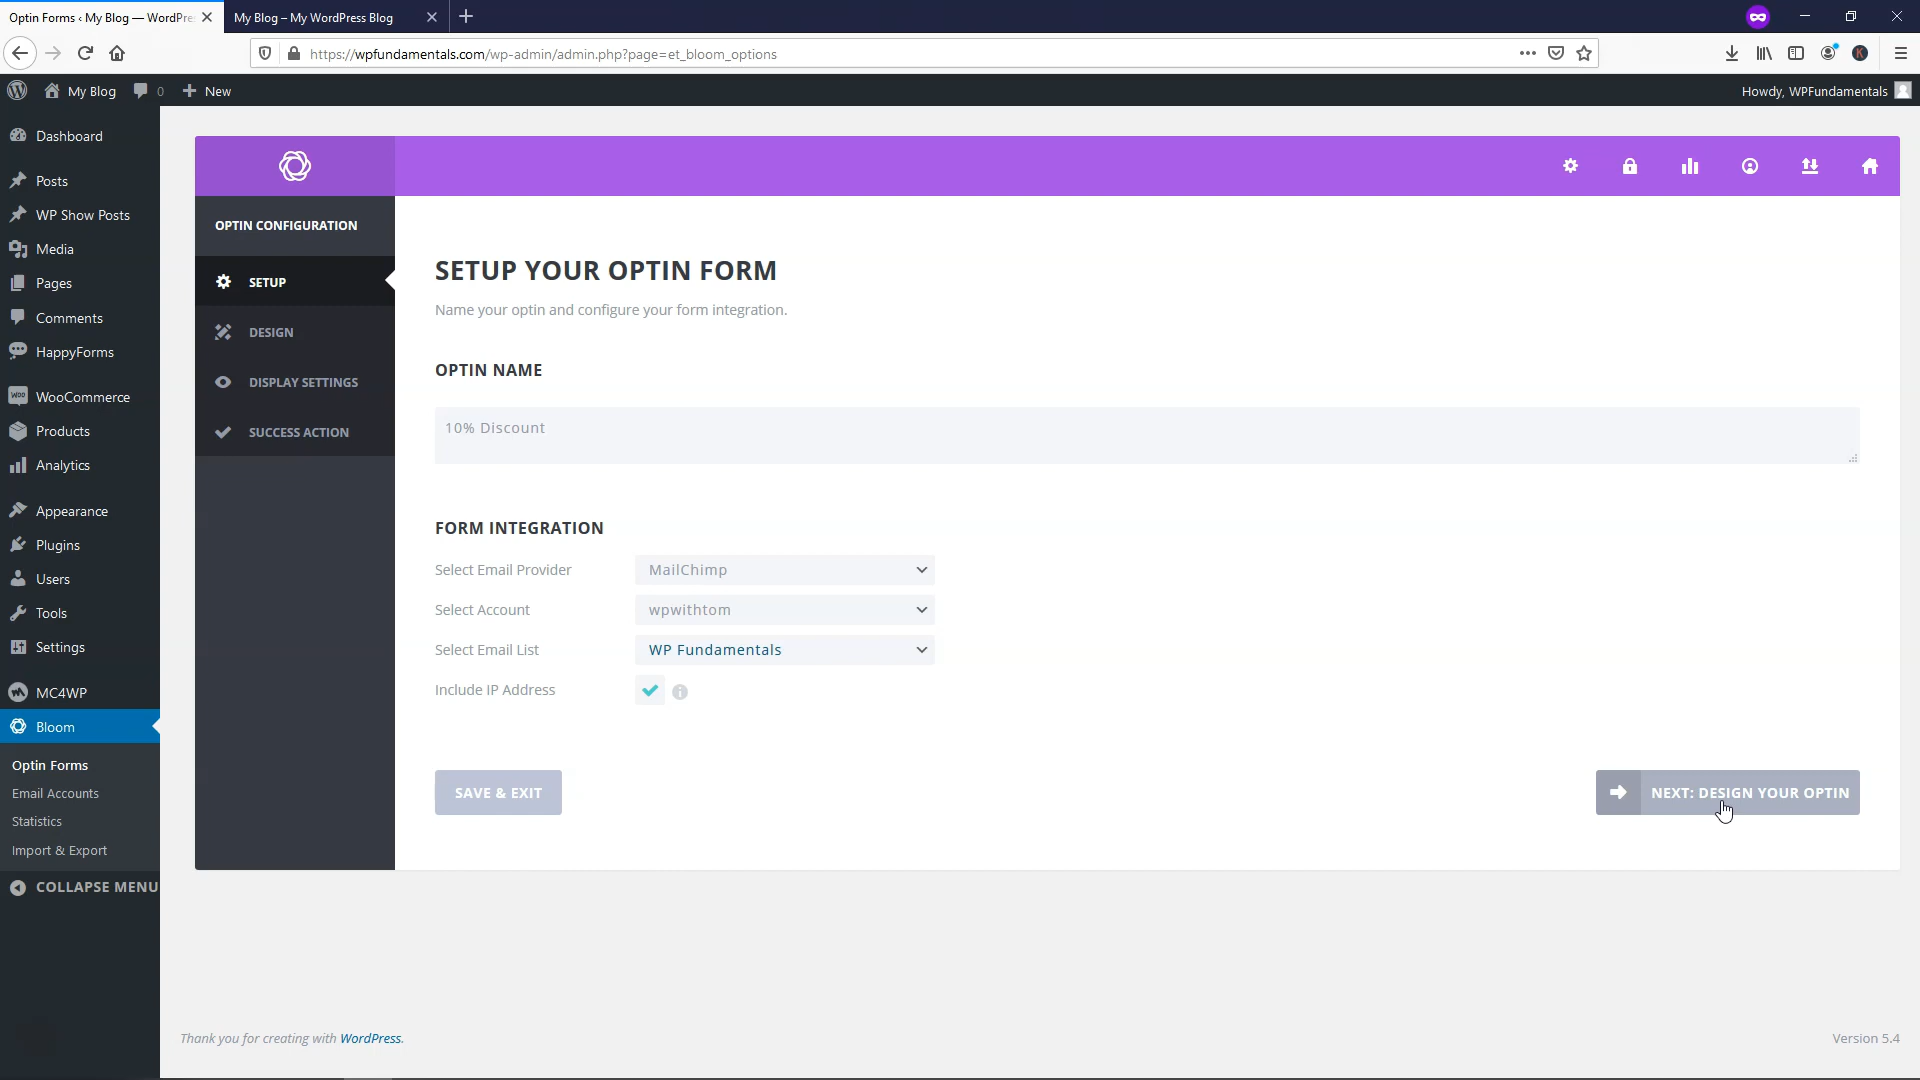 Optin Forms ‹ My Blog — WordPre
My Blog – My WordPress Blog
https://wpfundamentals.com/wp-admin/admin.php?page=et_bloom_options
My Blog
0
New
Howdy, WPFundamentals
Dashboard
Posts
WP Show Posts
Media
Pages
Comments
HappyForms
WooCommerce
Products
Analytics
Appearance
Plugins
Users
Tools
Settings
MC4WP
Bloom
Optin Forms
Email Accounts
Statistics
Import & Export
COLLAPSE MENU
OPTIN CONFIGURATION
SETUP
DESIGN
DISPLAY SETTINGS
SUCCESS ACTION
SETUP YOUR OPTIN FORM
Name your optin and configure your form integration.
OPTIN NAME
10% Discount
FORM INTEGRATION
Select Email Provider
MailChimp
Select Account
wpwithtom
Select Email List
WP Fundamentals
Include IP Address
SAVE & EXIT
NEXT: DESIGN YOUR OPTIN
Thank you for creating with WordPress.
Version 5.4